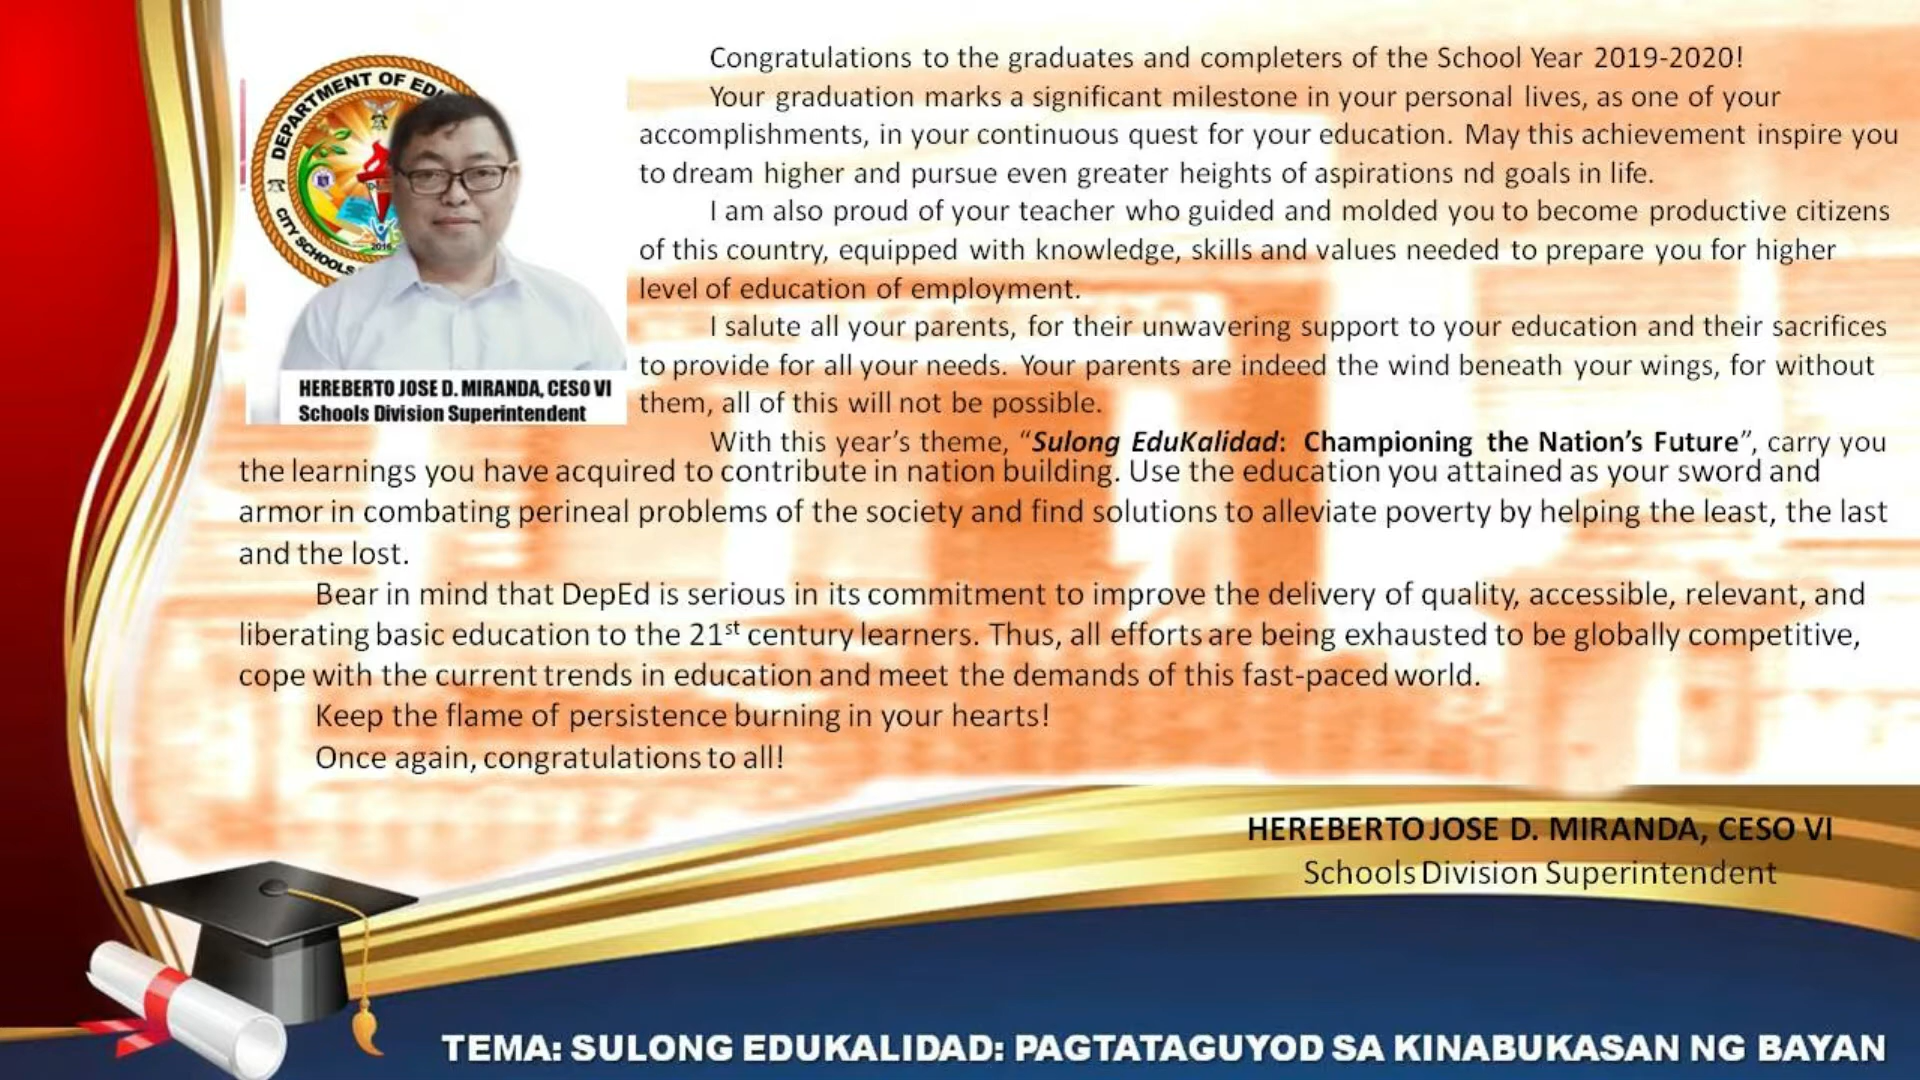 DEPARTMENT OF
CITY SCHOOLS
2016
HEREBERTO JOSE D. MIRANDA, CESO VI
Schools Division Superintendent
Congratulations to the graduates and completers of the School Year 2019-2020!
Your graduation marks a significant milestone in your personal lives, as one of your
accomplishments, in your continuous quest for your education. May this achievement inspire you
to dream higher and pursue even greater heights of aspirations nd goals in life.
I am also proud of your teacher who guided and molded you to become productive citizens
of this country, equipped with knowledge, skills and values needed to prepare you for higher
level of education of employment.
I salute all your parents, for their unwavering support to your education and their sacrifices
to provide for all your needs. Your parents are indeed the wind beneath your wings, for without
them, all of this will not be possible.
With this year’s theme, “Sulong EduKalidad: Championing the Nation’s Future”, carry you
the learnings you have acquired to contribute in nation building. Use the education you attained as your sword and
armor in combating perineal problems of the society and find solutions to alleviate poverty by helping the least, the last
and the lost.
Bear in mind that DepEd is serious in its commitment to improve the delivery of quality, accessible, relevant, and
liberating basic education to the 21st century learners. Thus, all efforts are being exhausted to be globally competitive,
cope with the current trends in education and meet the demands of this fast-paced world.
Keep the flame of persistence burning in your hearts!
Once again, congratulations to all!
HEREBERTO JOSE D. MIRANDA, CESO VI
Schools Division Superintendent
TEMA: SULONG EDUKALIDAD: PAGTATAGUYOD SA KINABUKASAN NG BAYAN